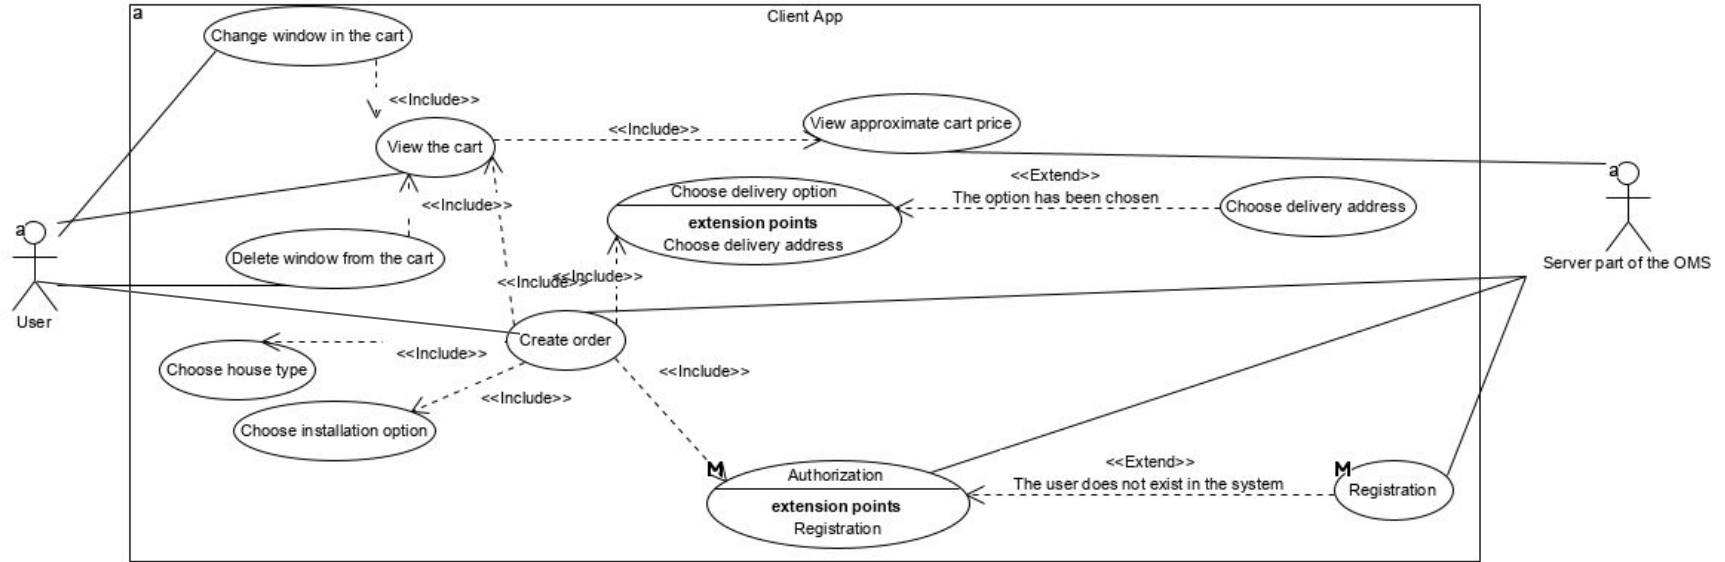 a
Client App
Change window in the cart
<<Include>>
View approximate cart price
<<Include>>
View the cart
<<Extend>>
a
Choose delivery option
The option has been chosen
<<Include>>
Choose delivery address
extension points
a
Choose delivery address
Delete window from the cart
Server part of the OMS
<<Include>>
<<Include>>
User
Create order
<<Include>>
Choose house type
<<Include>>
<<Include>>
Choose installation option
M
Authorization
<<Extend>>
M
The user does not exist in the system
Registration
extension points
Registration